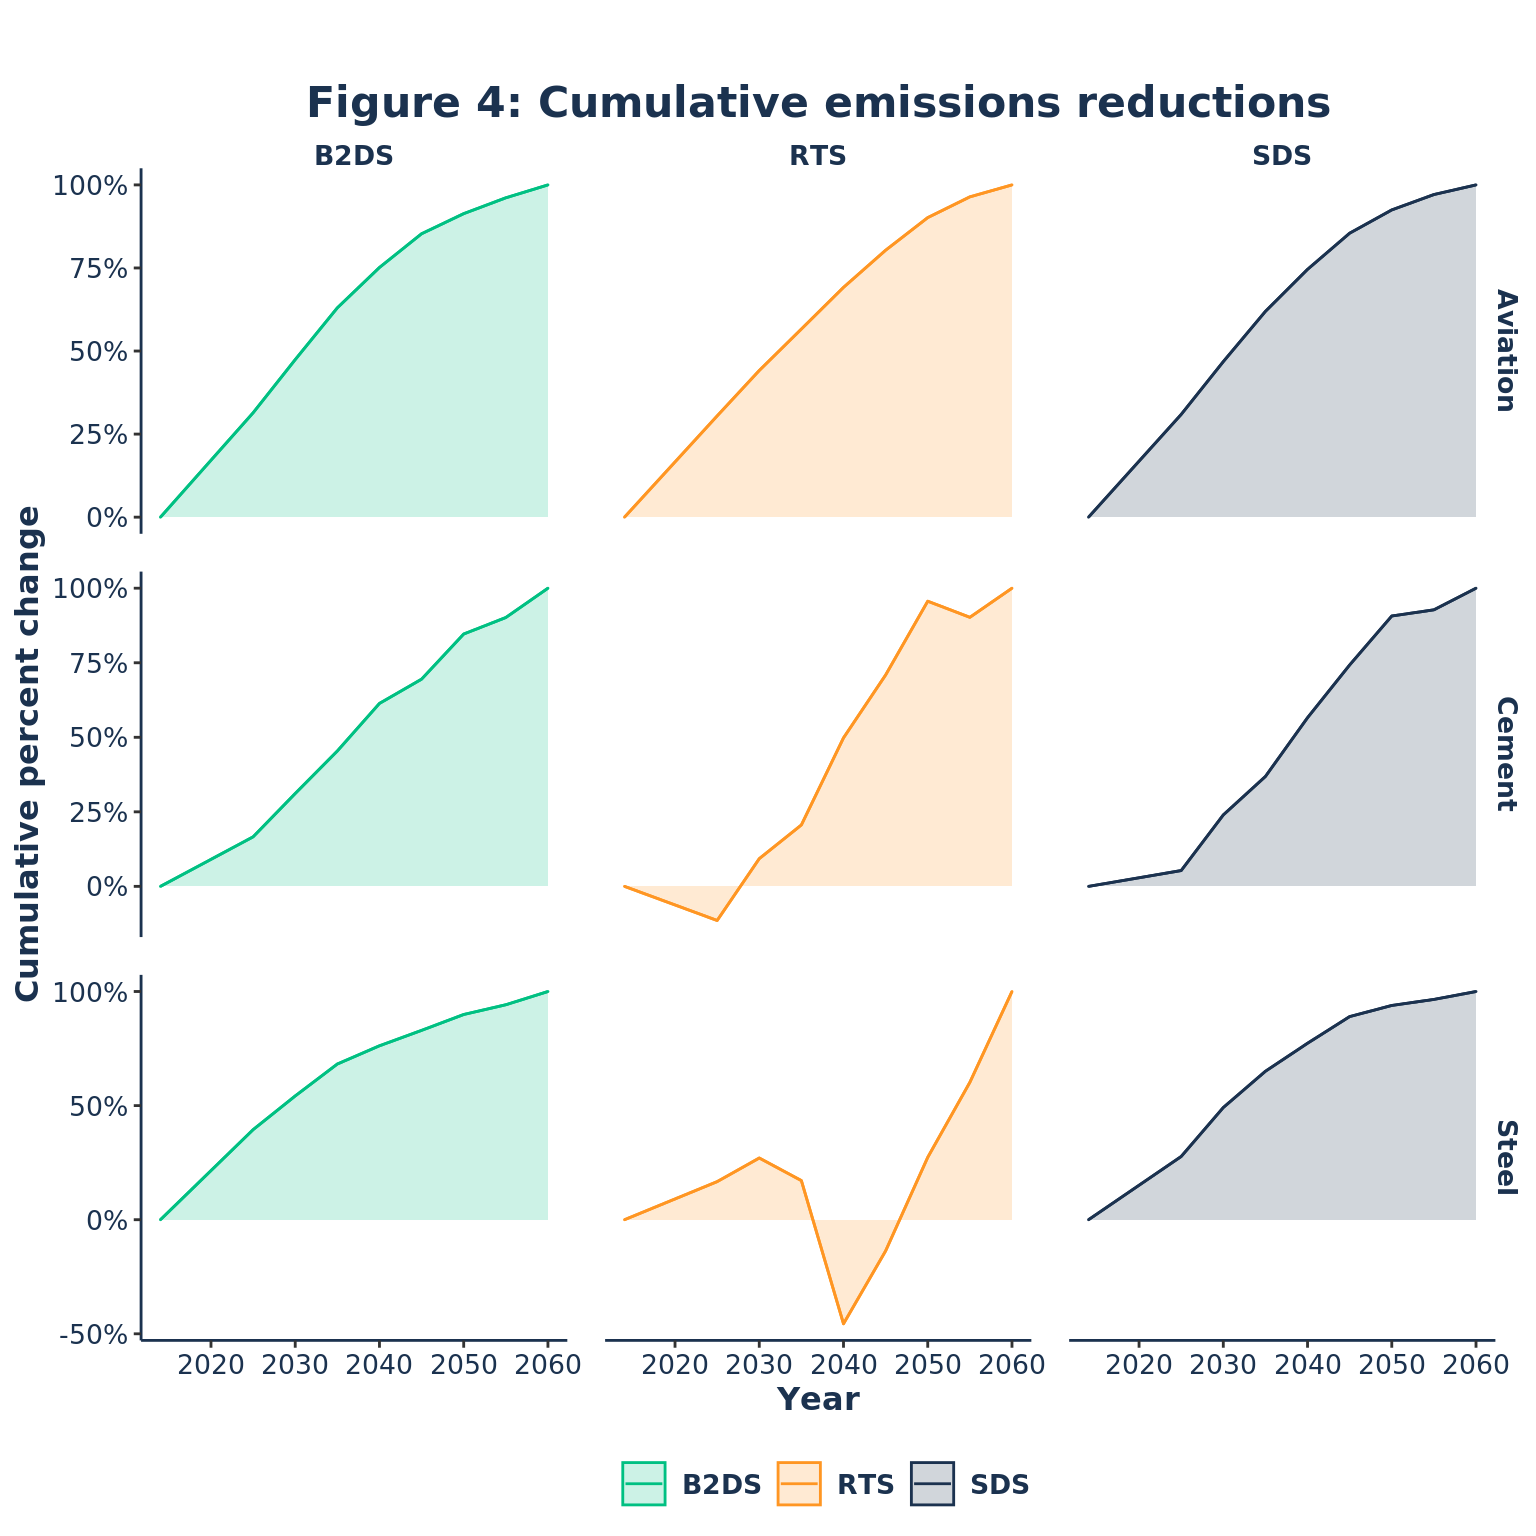 Figure 4: Cumulative emissions reductions
B2DS RTS SDS
100%
75%
50%
25%
0%
Aviation
100%
75%
50%
25%
0%
Cement
100%
50%
0%
-50%
Steel
Cumulative percent change
2020 2030 2040 2050 2060 2020 2030 2040 2050 2060 2020 2030 2040 2050 2060
Year
B2DS RTS SDS